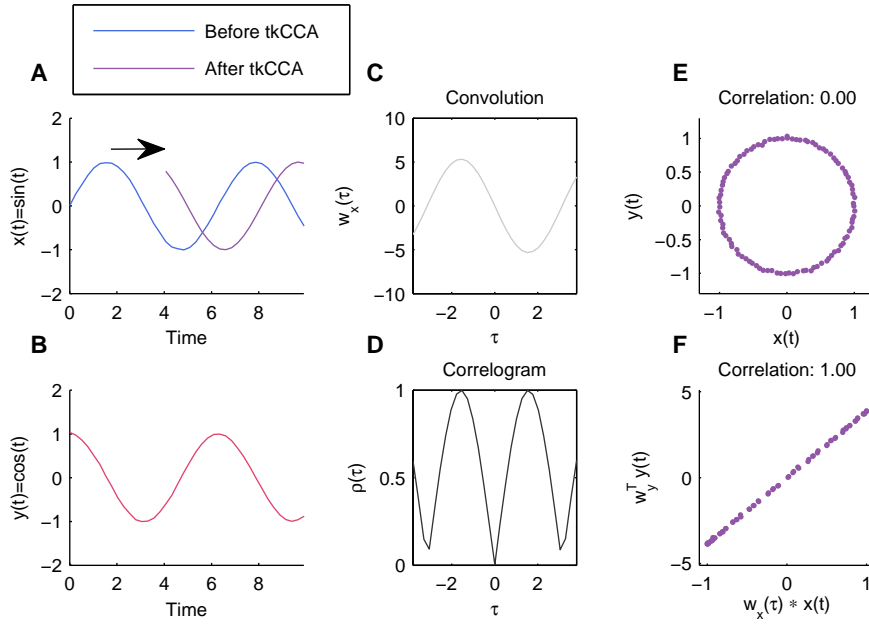 Before tkCCA
After tkCCA
A
x(t)=sin(t)
2
1
0
−1
−2
0
2
4
6
8
Time
B
y(t)=cos(t)
2
1
0
−1
−2
0
2
4
6
8
Time
C
Convolution
w_x(τ)
10
5
0
−5
−10
−2
0
2
τ
D
Correlogram
ρ(τ)
1
0.5
0
−2
0
2
τ
E
Correlation: 0.00
y(t)
1
0.5
0
−0.5
−1
−1
0
1
x(t)
F
Correlation: 1.00
w_y^T y(t)
5
0
−5
−1
0
1
w_x(τ) * x(t)